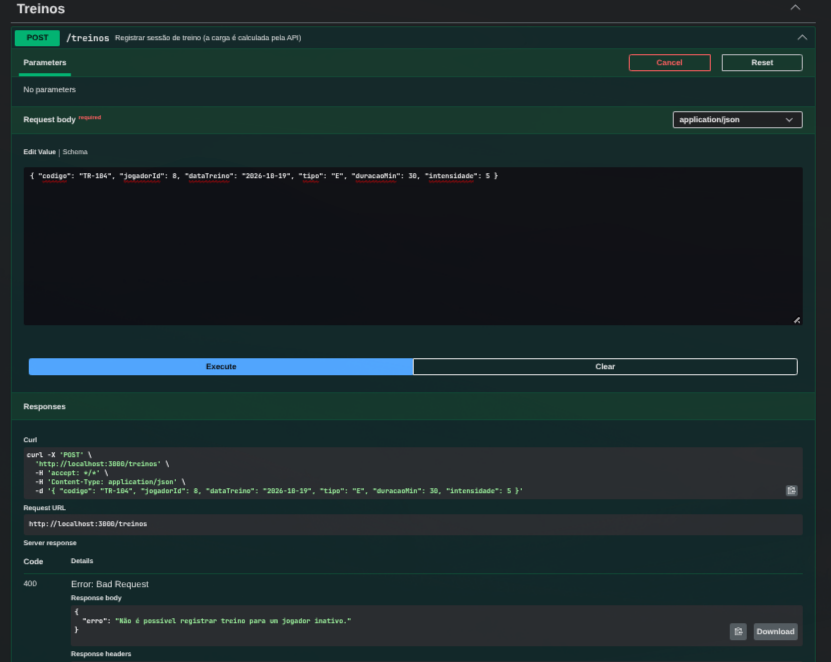 Treinos
POST /treinos Registrar sessão de treino (a carga é calculada pela API)
Parameters Cancel Reset
No parameters
Request body required application/json
Edit Value | Schema
{ "codigo": "TR-104", "jogadorId": 8, "dataTreino": "2026-10-19", "tipo": "E", "duracaoMin": 30, "intensidade": 5 }
Execute Clear
Responses
Curl
curl -X 'POST' \
'http://localhost:3000/treinos' \
-H 'accept: */*' \
-H 'Content-Type: application/json' \
-d '{ "codigo": "TR-104", "jogadorId": 8, "dataTreino": "2026-10-19", "tipo": "E", "duracaoMin": 30, "intensidade": 5 }'
Request URL
http://localhost:3000/treinos
Server response
Code Details
400 Error: Bad Request
Response body
{
"erro": "Não é possível registrar treino para um jogador inativo."
}
Download
Response headers